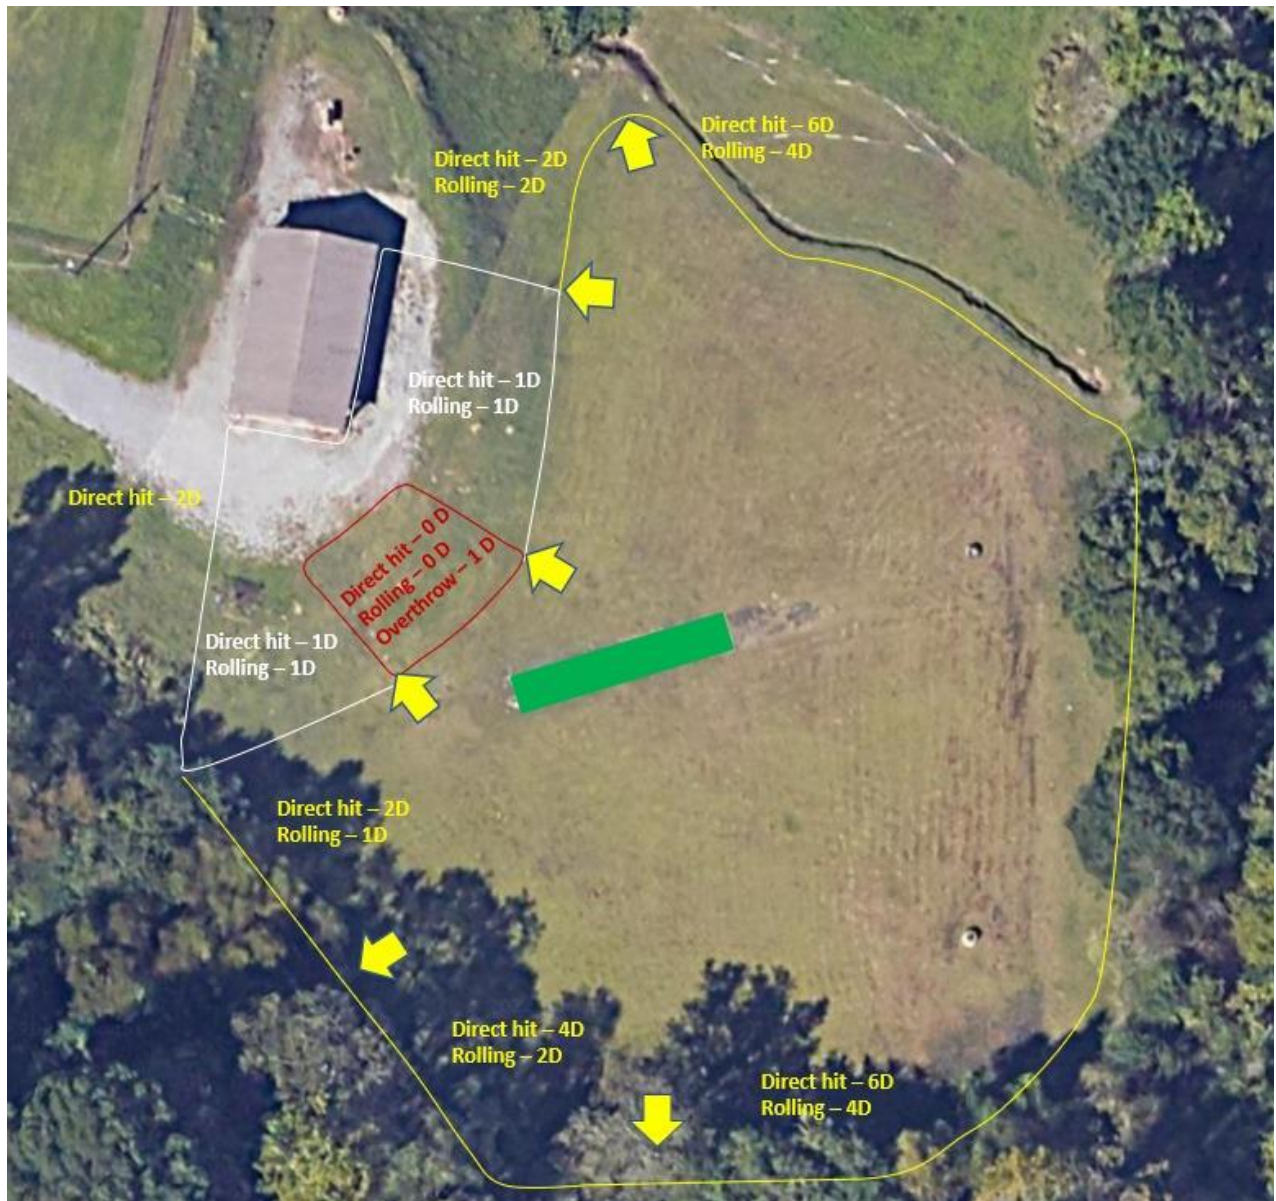 Direct hit – 6D
Rolling – 4D
Direct hit – 2D
Rolling – 2D
Direct hit – 1D
Rolling – 1D
Direct hit – 2D
Direct hit – 0 D
Rolling – 0 D
Overthrow – 1 D
Direct hit – 1D
Rolling – 1D
Direct hit – 2D
Rolling – 1D
Direct hit – 4D
Rolling – 2D
Direct hit – 6D
Rolling – 4D